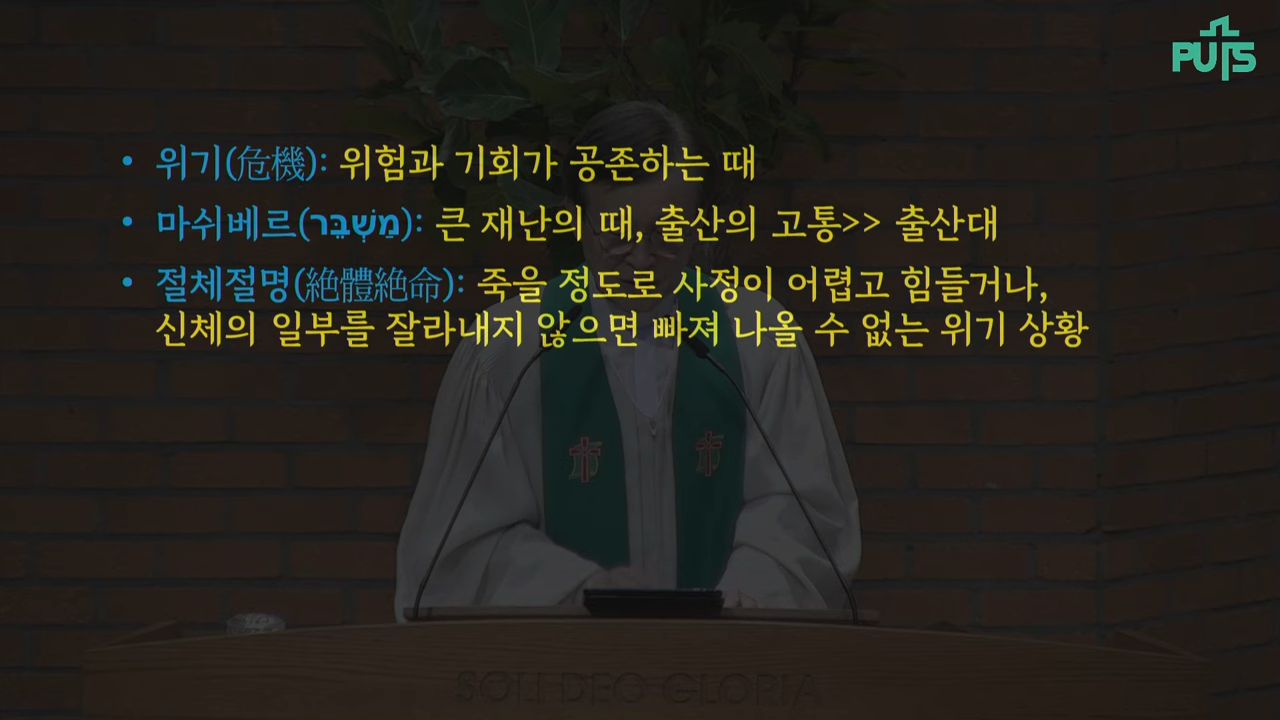 PUTS
• 위기(危機): 위험과 기회가 공존하는 때
• 마쉬베르(מַשְׁבֵּר): 큰 재난의 때, 출산의 고통>> 출산대
• 절체절명(絶體絶命): 죽을 정도로 사정이 어렵고 힘들거나,
신체의 일부를 잘라내지 않으면 빠져 나올 수 없는 위기 상황
SOLI DEO GLORIA